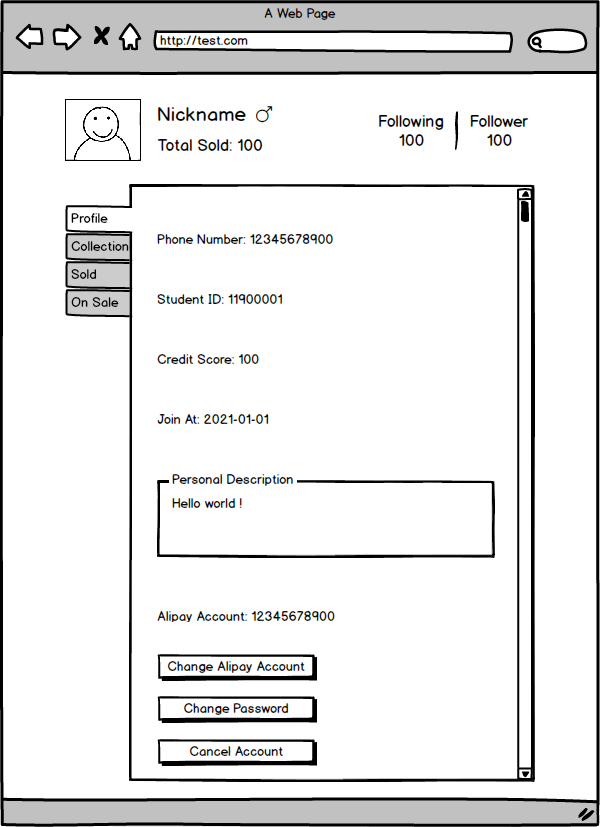 A Web Page
http://test.com
Nickname
Total Sold: 100
Following
100
Follower
100
Profile
Collection
Sold
On Sale
Phone Number: 12345678900
Student ID: 11900001
Credit Score: 100
Join At: 2021-01-01
Personal Description
Hello world !
Alipay Account: 12345678900
Change Alipay Account
Change Password
Cancel Account